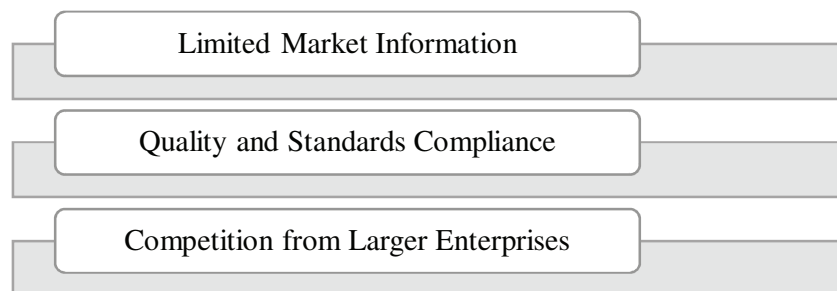 Limited Market Information
Quality and Standards Compliance
Competition from Larger Enterprises